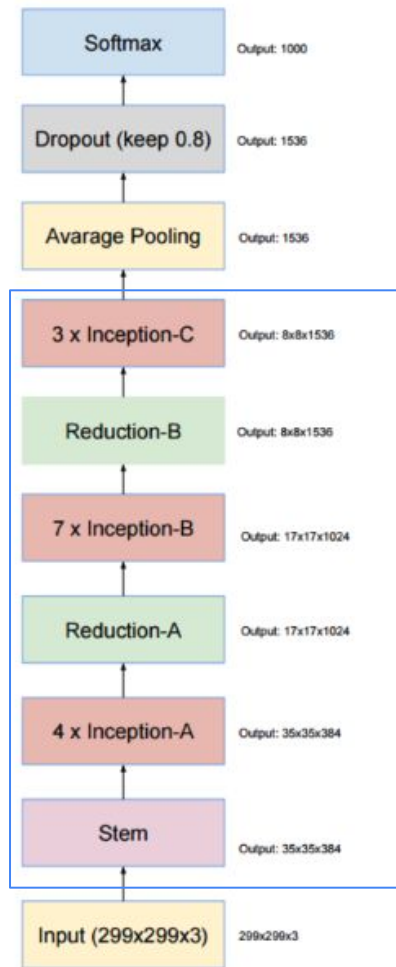 Softmax
Output: 1000
Dropout (keep 0.8)
Output: 1536
Avarage Pooling
Output: 1536
3 x Inception-C
Output: 8x8x1536
Reduction-B
Output: 8x8x1536
7 x Inception-B
Output: 17x17x1024
Reduction-A
Output: 17x17x1024
4 x Inception-A
Output: 35x35x384
Stem
Output: 35x35x384
Input (299x299x3)
299x299x3